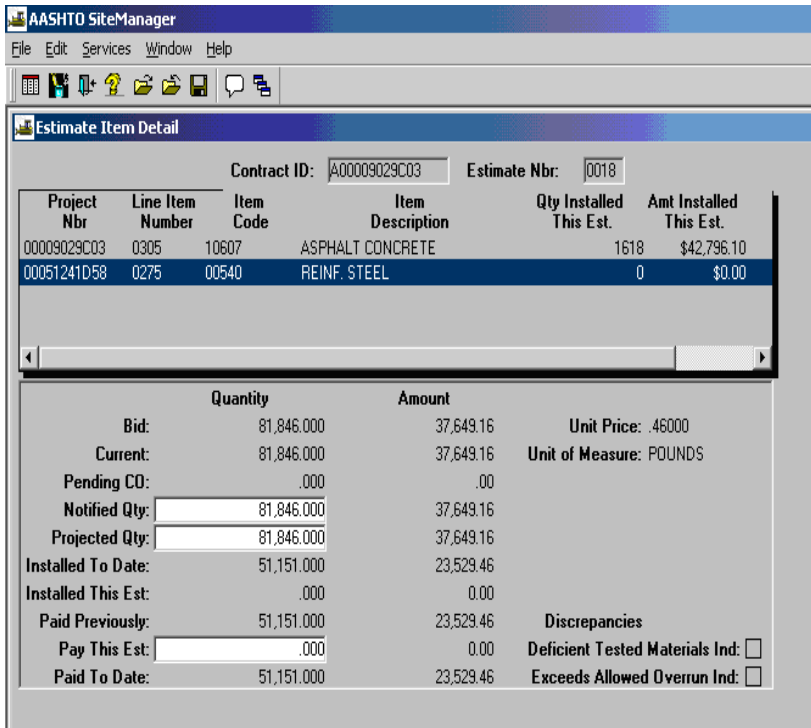 AASHTO SiteManager
File Edit Services Window Help
Estimate Item Detail
Contract ID: A00009029C03 Estimate Nbr: 0018
Project Line Item Item Item Qty Installed Amt Installed
Nbr Number Code Description This Est. This Est.
00009029C03 0305 10607 ASPHALT CONCRETE 1618 $42,796.10
00051241D58 0275 00540 REINF. STEEL 0 $0.00
Quantity Amount
Bid: 81,846.000 37,649.16 Unit Price: .46000
Current: 81,846.000 37,649.16 Unit of Measure: POUNDS
Pending CO: .000 .00
Notified Qty: 81,846.000 37,649.16
Projected Qty: 81,846.000 37,649.16
Installed To Date: 51,151.000 23,529.46
Installed This Est: .000 0.00
Paid Previously: 51,151.000 23,529.46 Discrepancies
Pay This Est: .000 0.00 Deficient Tested Materials Ind:
Paid To Date: 51,151.000 23,529.46 Exceeds Allowed Overrun Ind: